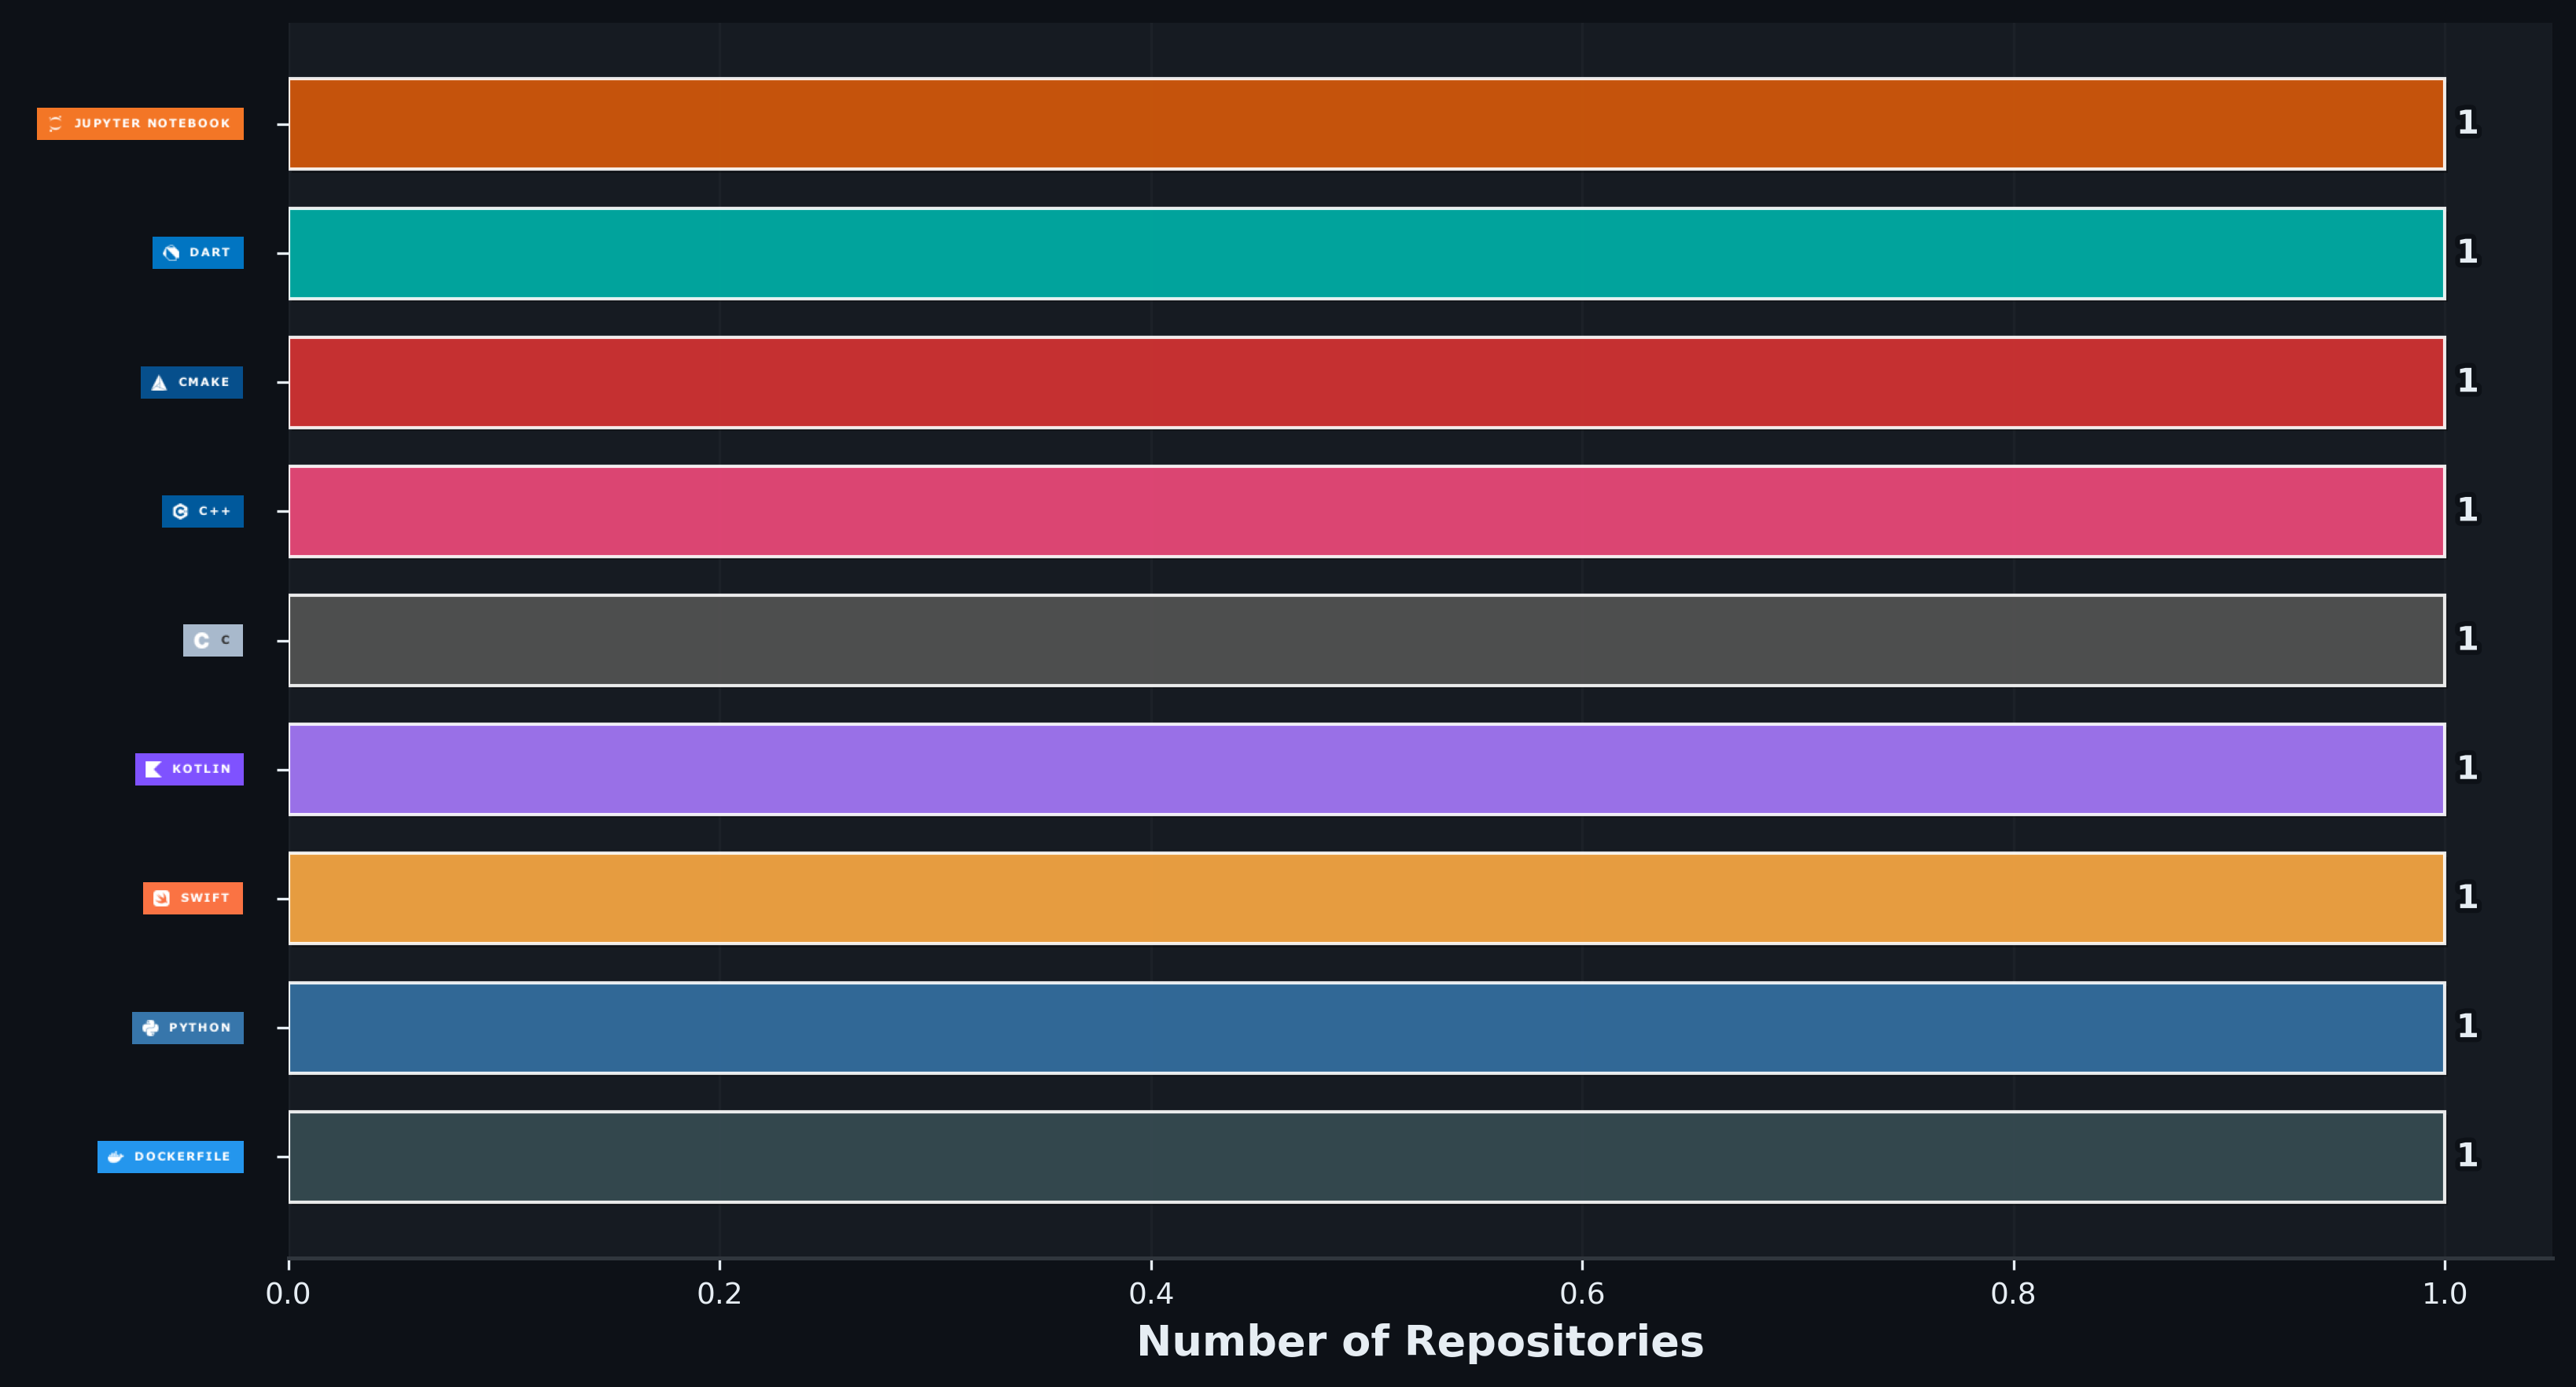 JUPYTER NOTEBOOK 1
DART 1
CMAKE 1
C++ 1
C 1
KOTLIN 1
SWIFT 1
PYTHON 1
DOCKERFILE 1
0.0 0.2 0.4 0.6 0.8 1.0
Number of Repositories